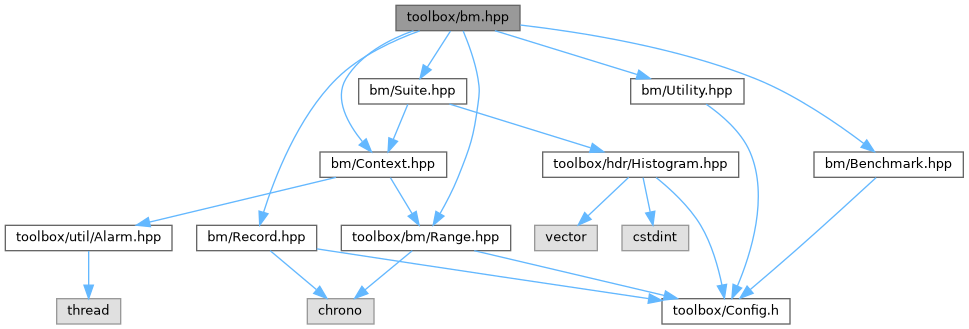 toolbox/bm.hpp
bm/Suite.hpp
bm/Utility.hpp
bm/Context.hpp
toolbox/hdr/Histogram.hpp
bm/Benchmark.hpp
toolbox/util/Alarm.hpp
bm/Record.hpp
toolbox/bm/Range.hpp
vector
cstdint
thread
chrono
toolbox/Config.h